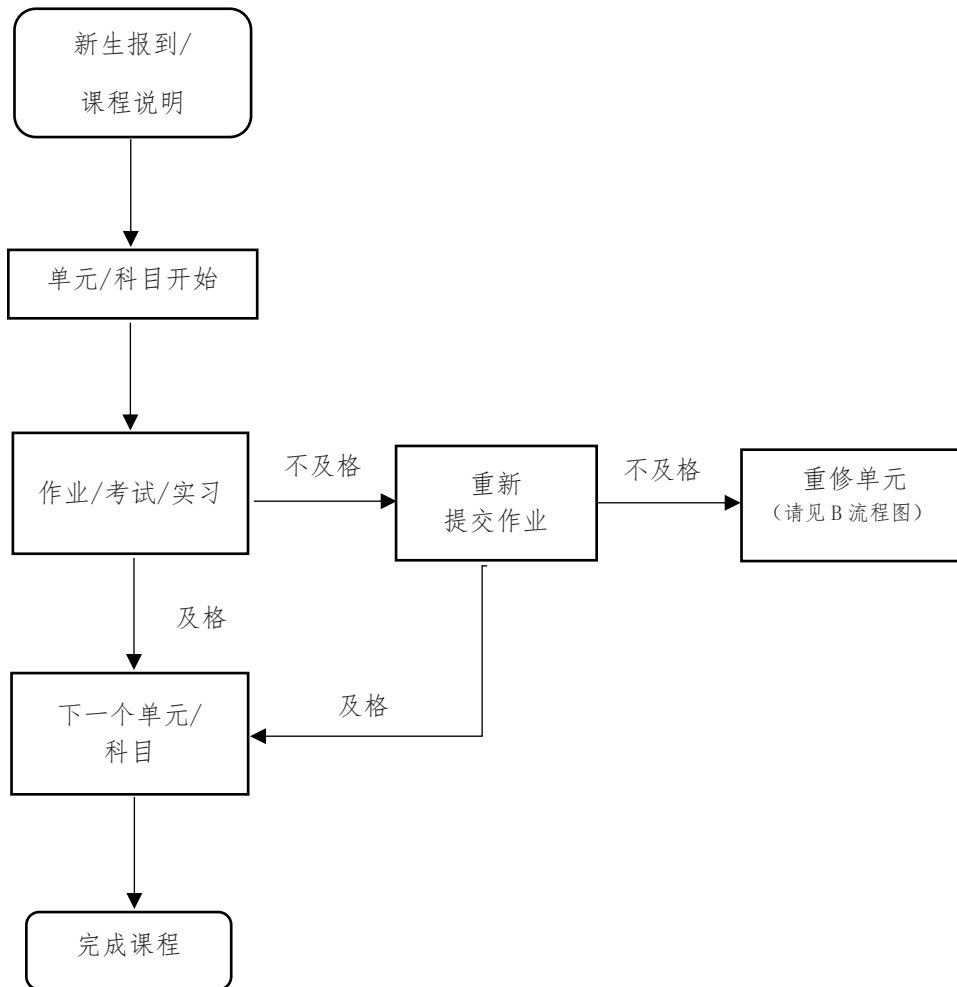 新生报到/
课程说明
单元/科目开始
作业/考试/实习
不及格
重新
提交作业
不及格
重修单元
（请见 B 流程图）
及格
下一个单元/
科目
及格
完成课程